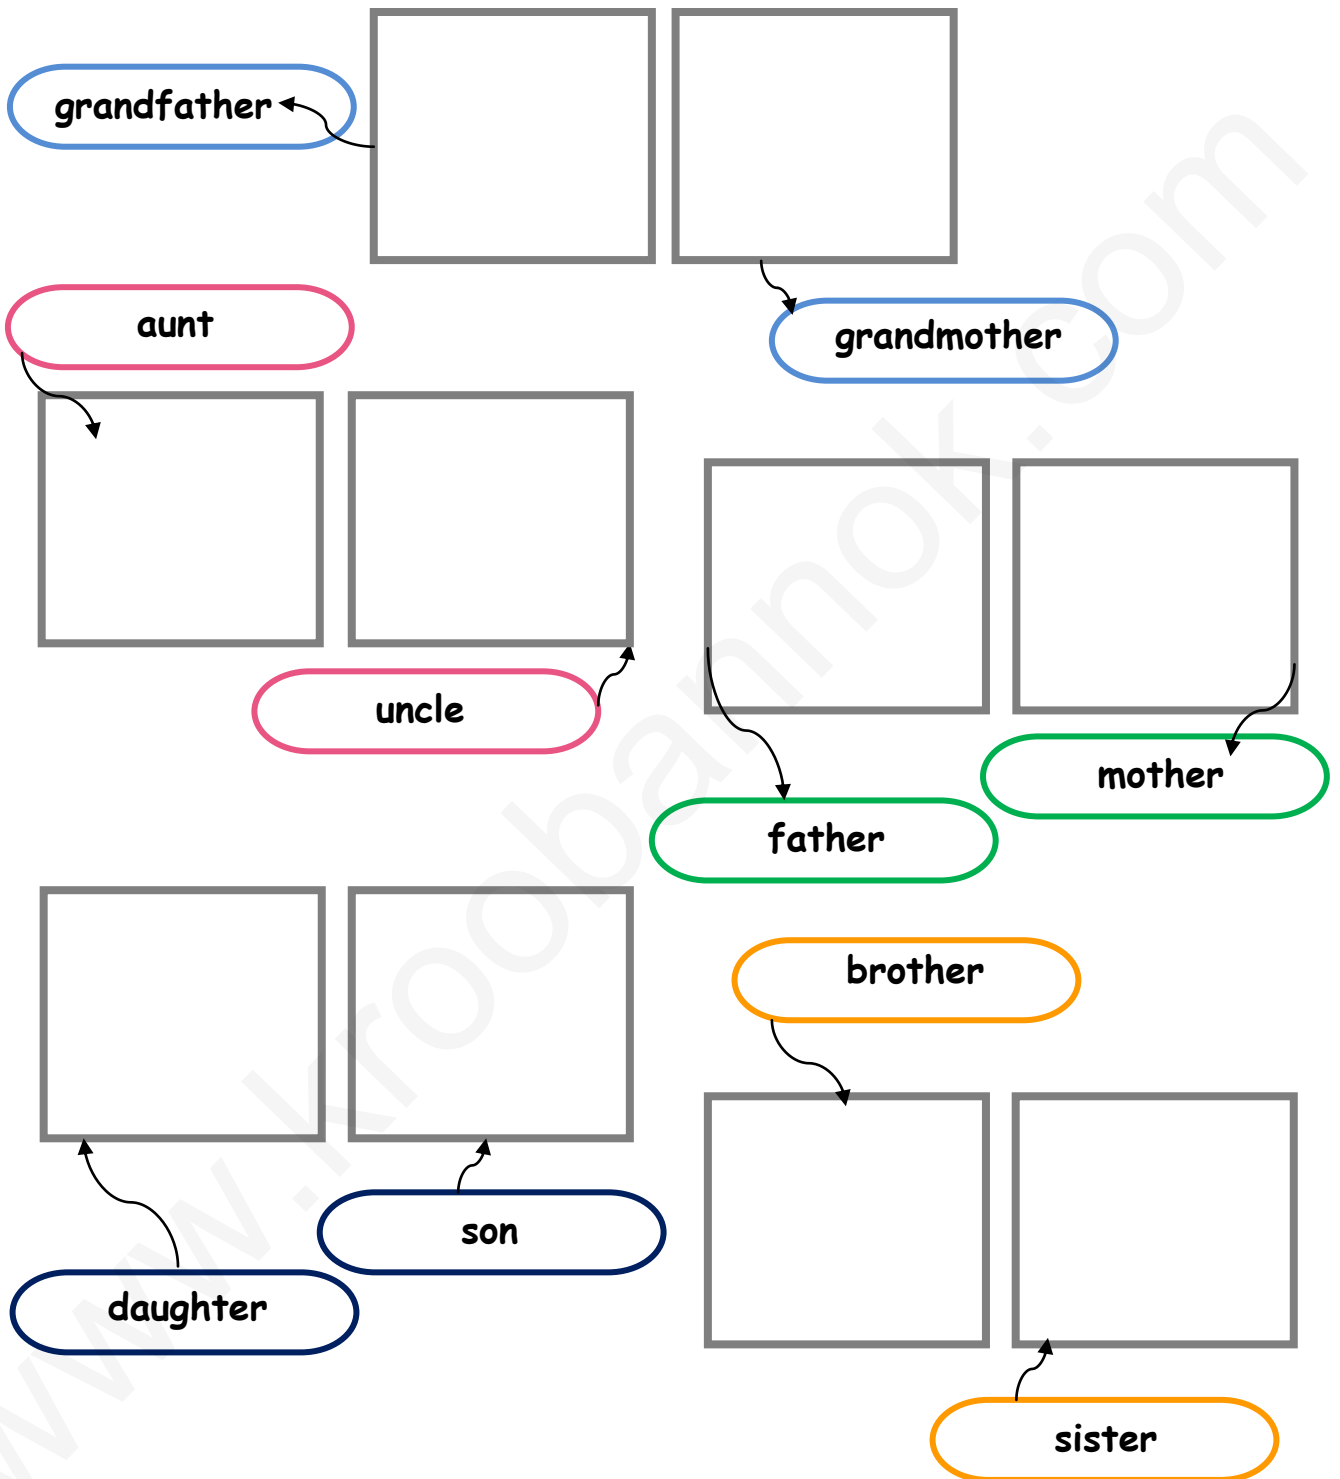 grandfather
aunt
grandmother
uncle
mother
father
brother
son
daughter
sister
www.kroobannok.com